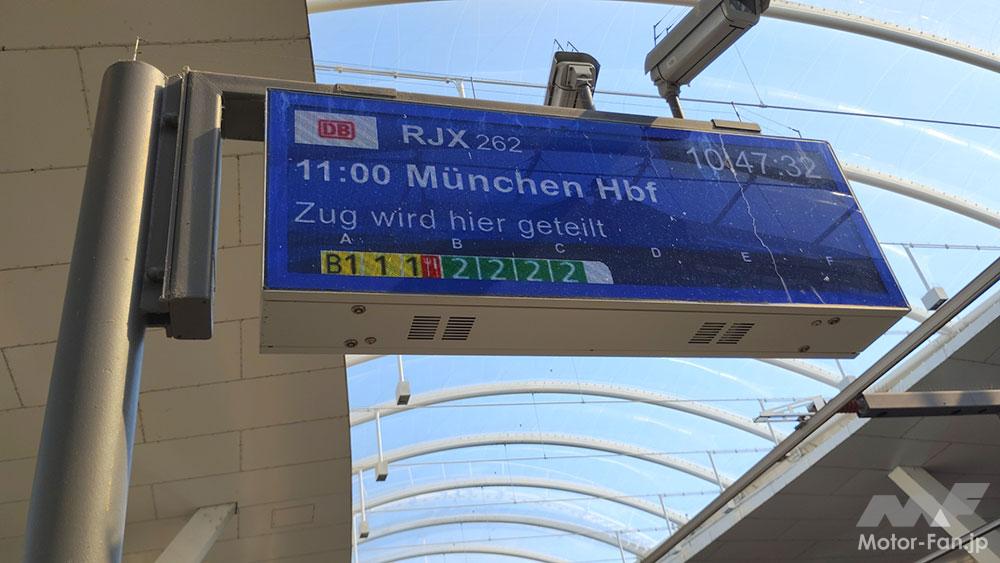 DB RJX 262 10:47:32
11:00 München Hbf
Zug wird hier geteilt
A B C D E F
B1 1 1 2 2 2 2
MF
Motor-Fan.jp